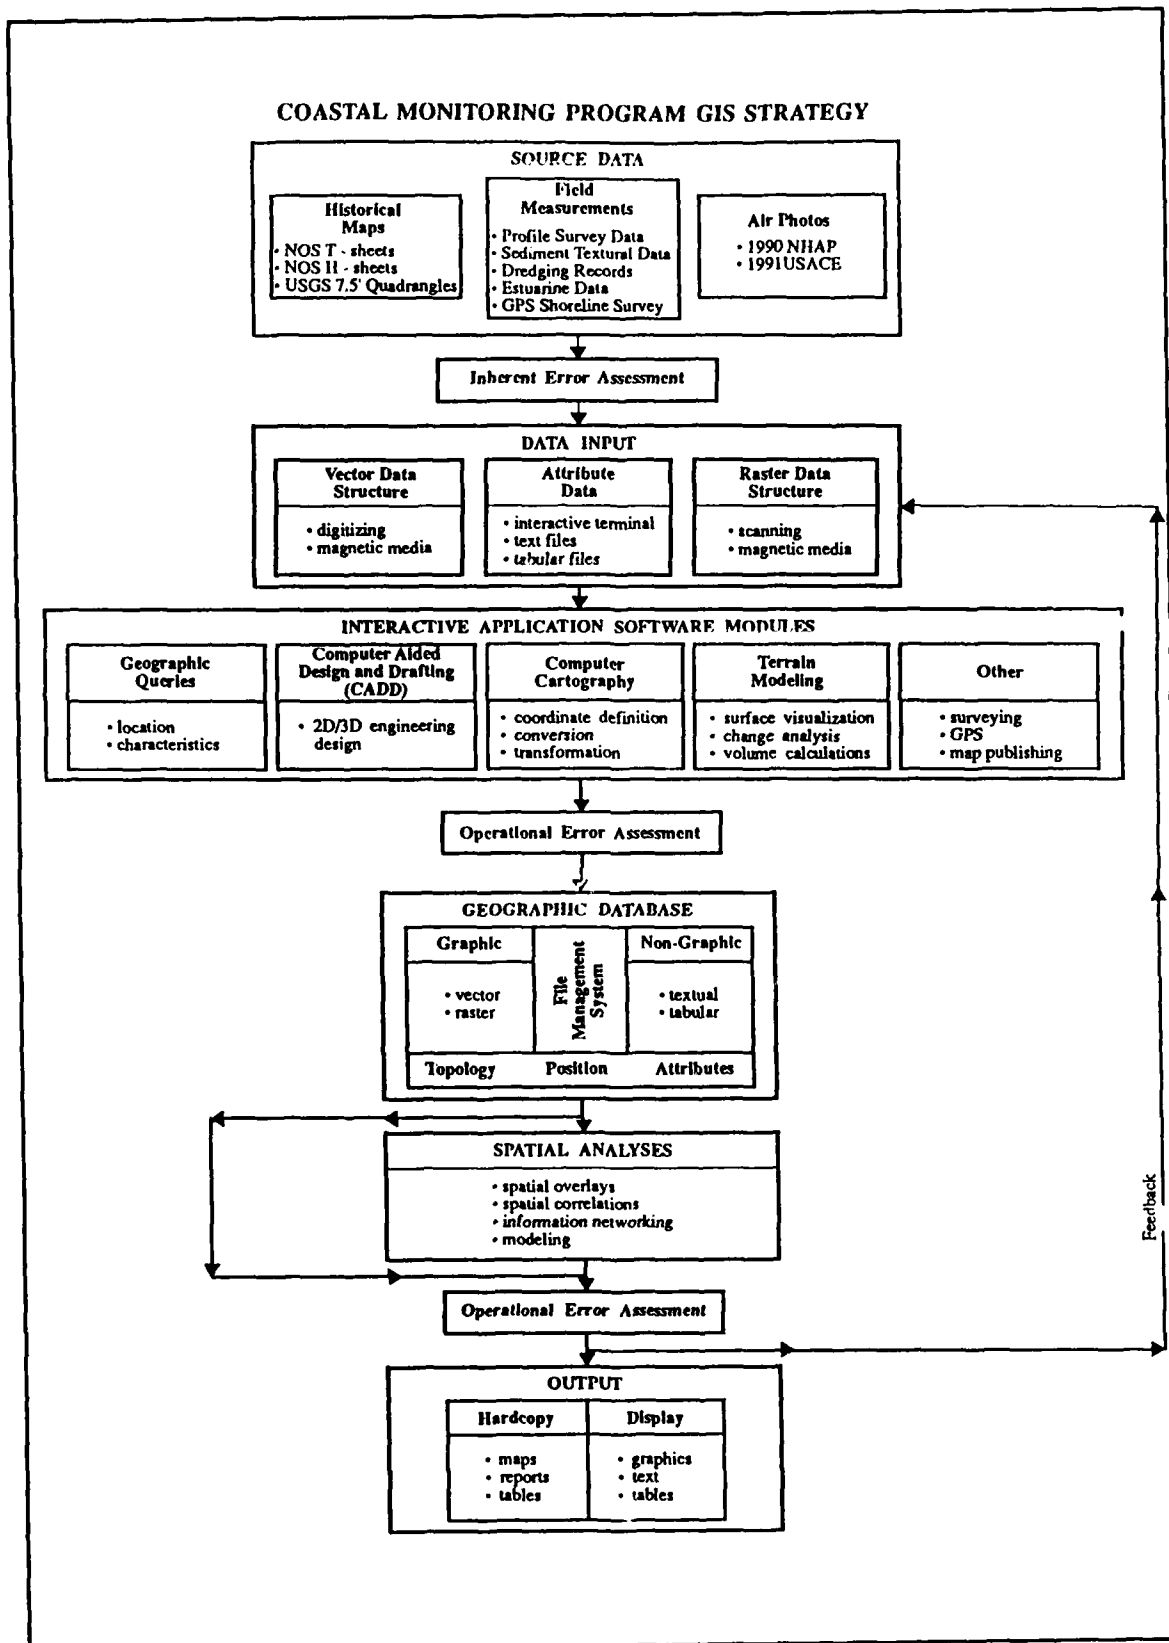 COASTAL MONITORING PROGRAM GIS STRATEGY
SOURCE DATA
Historical
Maps
• NOS T - sheets
• NOS H - sheets
• USGS 7.5' Quadrangles
Field
Measurements
• Profile Survey Data
• Sediment Textural Data
• Dredging Records
• Estuarine Data
• GPS Shoreline Survey
Air Photos
• 1990 NHAP
• 1991USACE
Inherent Error Assessment
DATA INPUT
Vector Data
Structure
• digitizing
• magnetic media
Attribute
Data
• interactive terminal
• text files
• tabular files
Raster Data
Structure
• scanning
• magnetic media
INTERACTIVE APPLICATION SOFTWARE MODULES
Geographic
Queries
• location
• characteristics
Computer Aided
Design and Drafting
(CADD)
• 2D/3D engineering
design
Computer
Cartography
• coordinate definition
• conversion
• transformation
Terrain
Modeling
• surface visualization
• change analysis
• volume calculations
Other
• surveying
• GPS
• map publishing
Operational Error Assessment
GEOGRAPHIC DATABASE
Graphic
• vector
• raster
File
Management
System
Non-Graphic
• textual
• tabular
Topology Position Attributes
SPATIAL ANALYSES
• spatial overlays
• spatial correlations
• information networking
• modeling
Feedback
Operational Error Assessment
OUTPUT
Hardcopy
• maps
• reports
• tables
Display
• graphics
• text
• tables